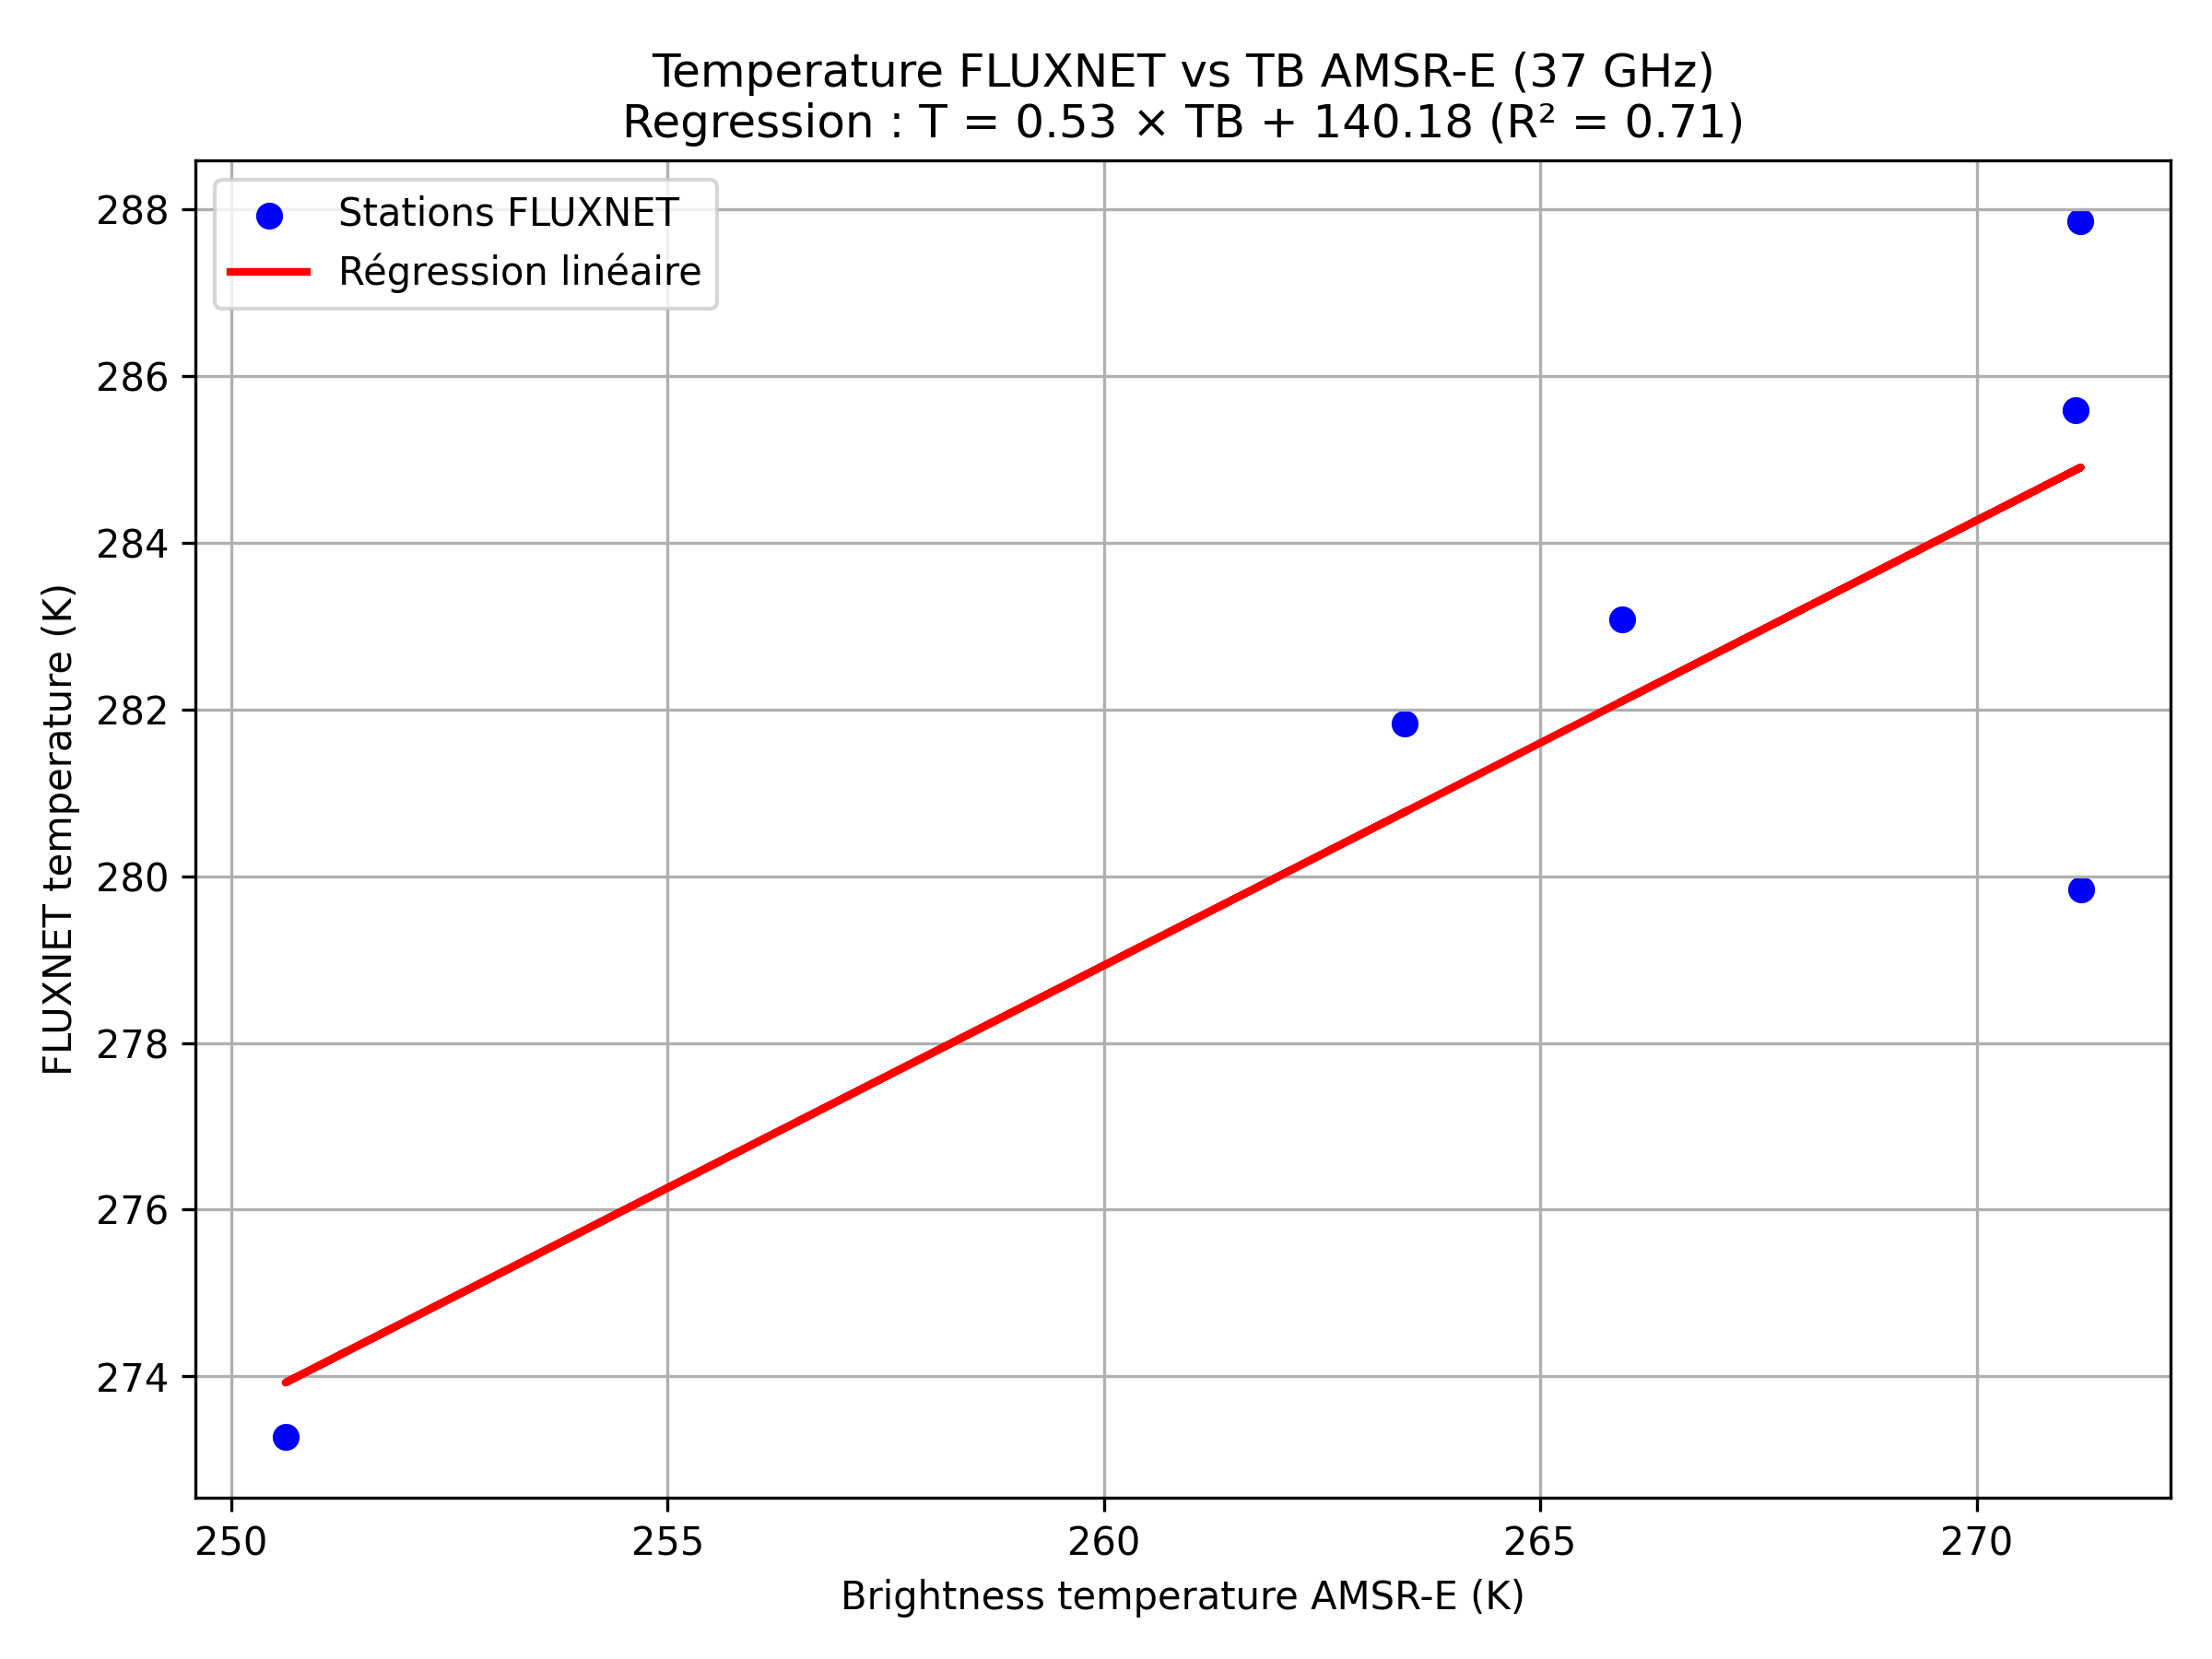 Temperature FLUXNET vs TB AMSR-E (37 GHz)
Regression : T = 0.53 × TB + 140.18 (R² = 0.71)
Stations FLUXNET
Régression linéaire
288
286
284
282
280
278
276
274
FLUXNET temperature (K)
250 255 260 265 270
Brightness temperature AMSR-E (K)